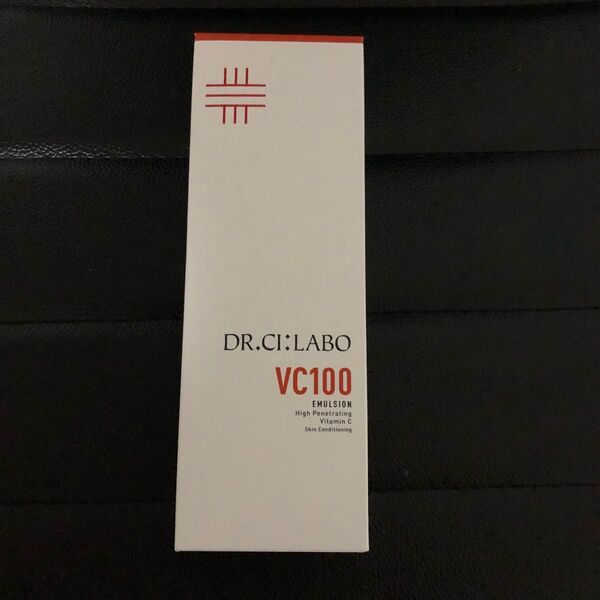 DR.CI:LABO
VC100
EMULSION
High Penetrating
Vitamin C
Skin Conditioning